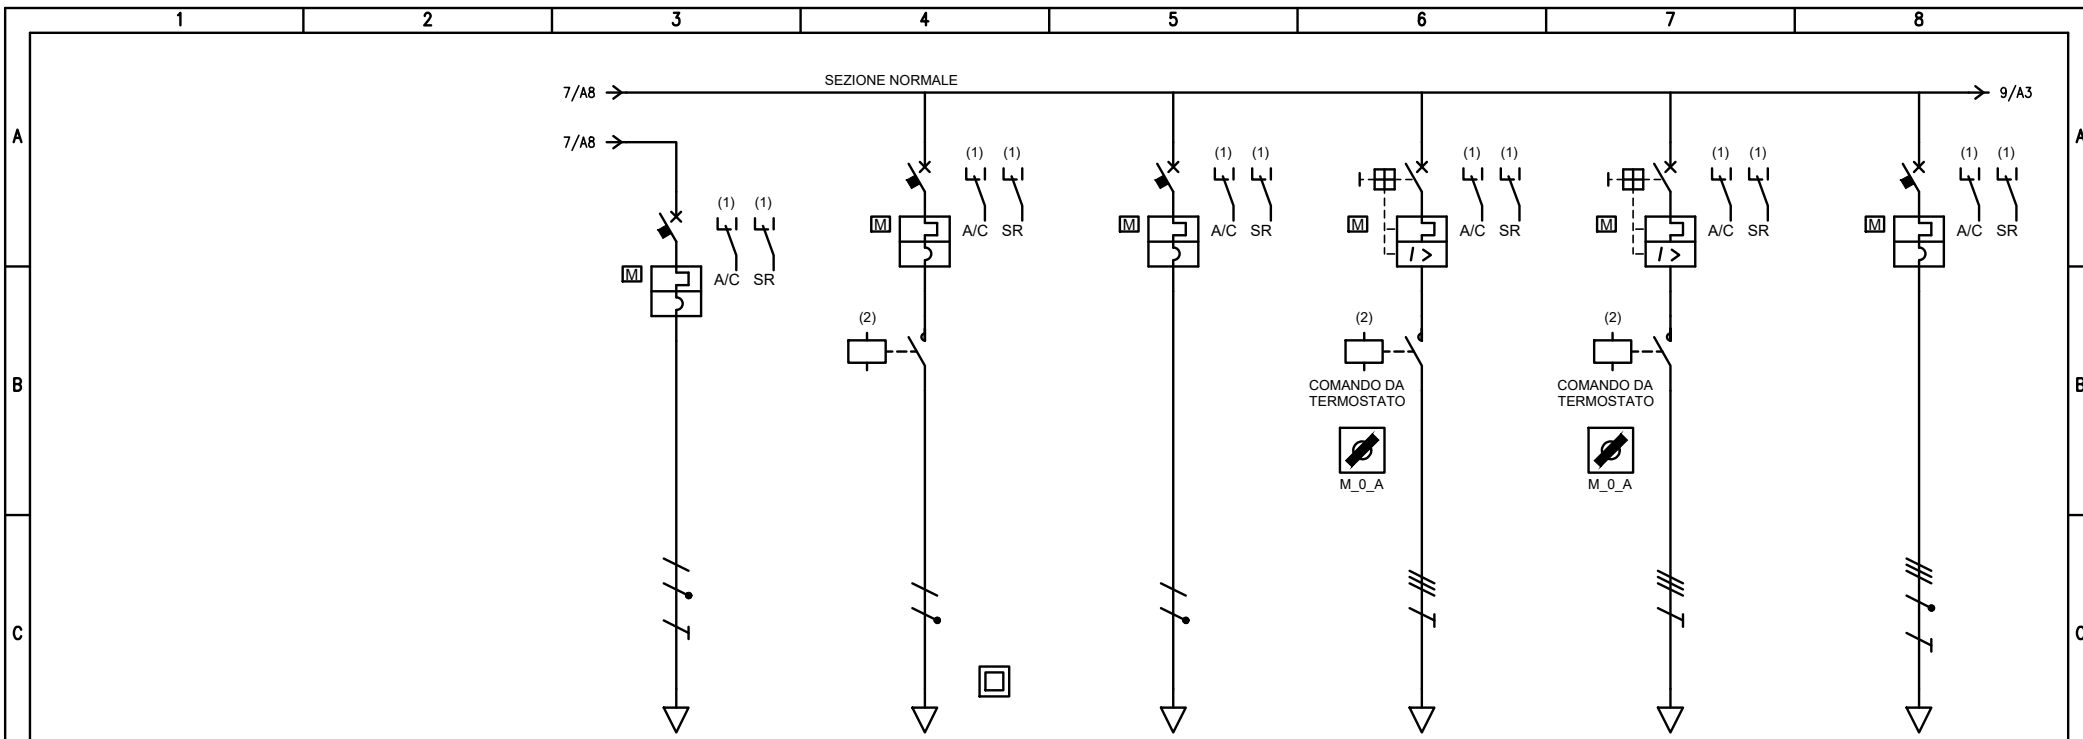 1 2 3 4 5 6 7 8
SEZIONE NORMALE
7/A8 9/A3
A A
7/A8
(1) (1) (1) (1) (1) (1) (1) (1) (1) (1)
(1) (1)
M A/C SR M A/C SR M A/C SR M A/C SR M A/C SR
I > I >
M A/C SR
(2) (2) (2)
COMANDO DA COMANDO DA
B B
TERMOSTATO TERMOSTATO
M_0_A M_0_A
C C